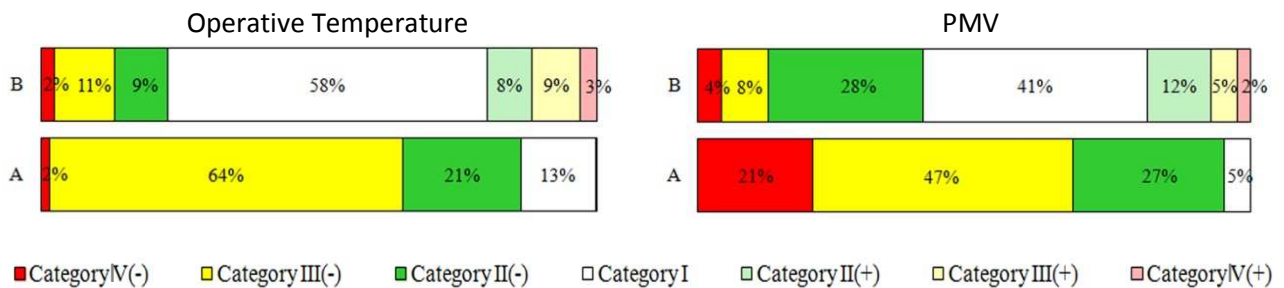 Operative Temperature PMV
B 2% 11% 9% 58% 8% 9% 3% B 4% 8% 28% 41% 12% 5% 2%
A 2% 64% 21% 13% A 21% 47% 27% 5%
Category IV(-) Category III(-) Category II(-) Category I Category II(+) Category III(+) Category IV(+)